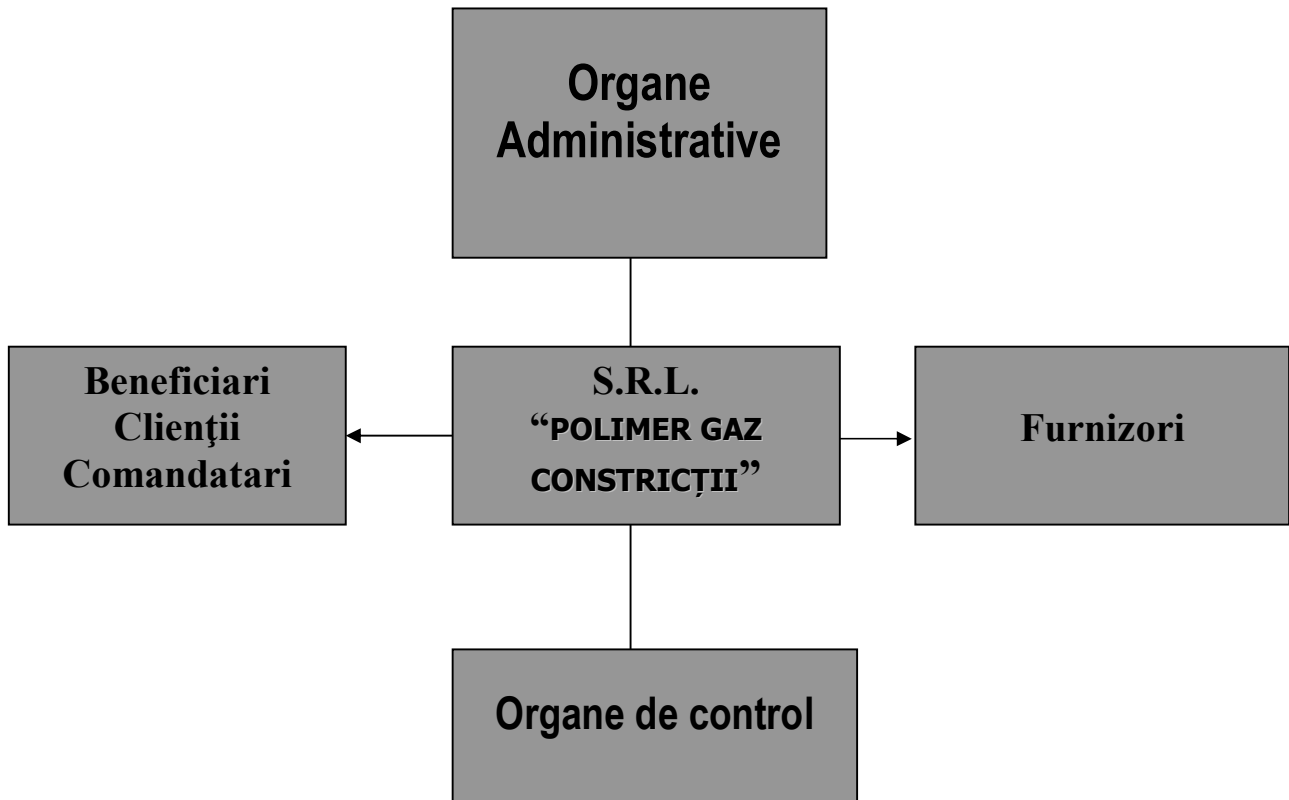 Organe
Administrative
Beneficiari
Clienţii
Comandatari
S.R.L.
“POLIMER GAZ
CONSTRICȚII”
Furnizori
Organe de control